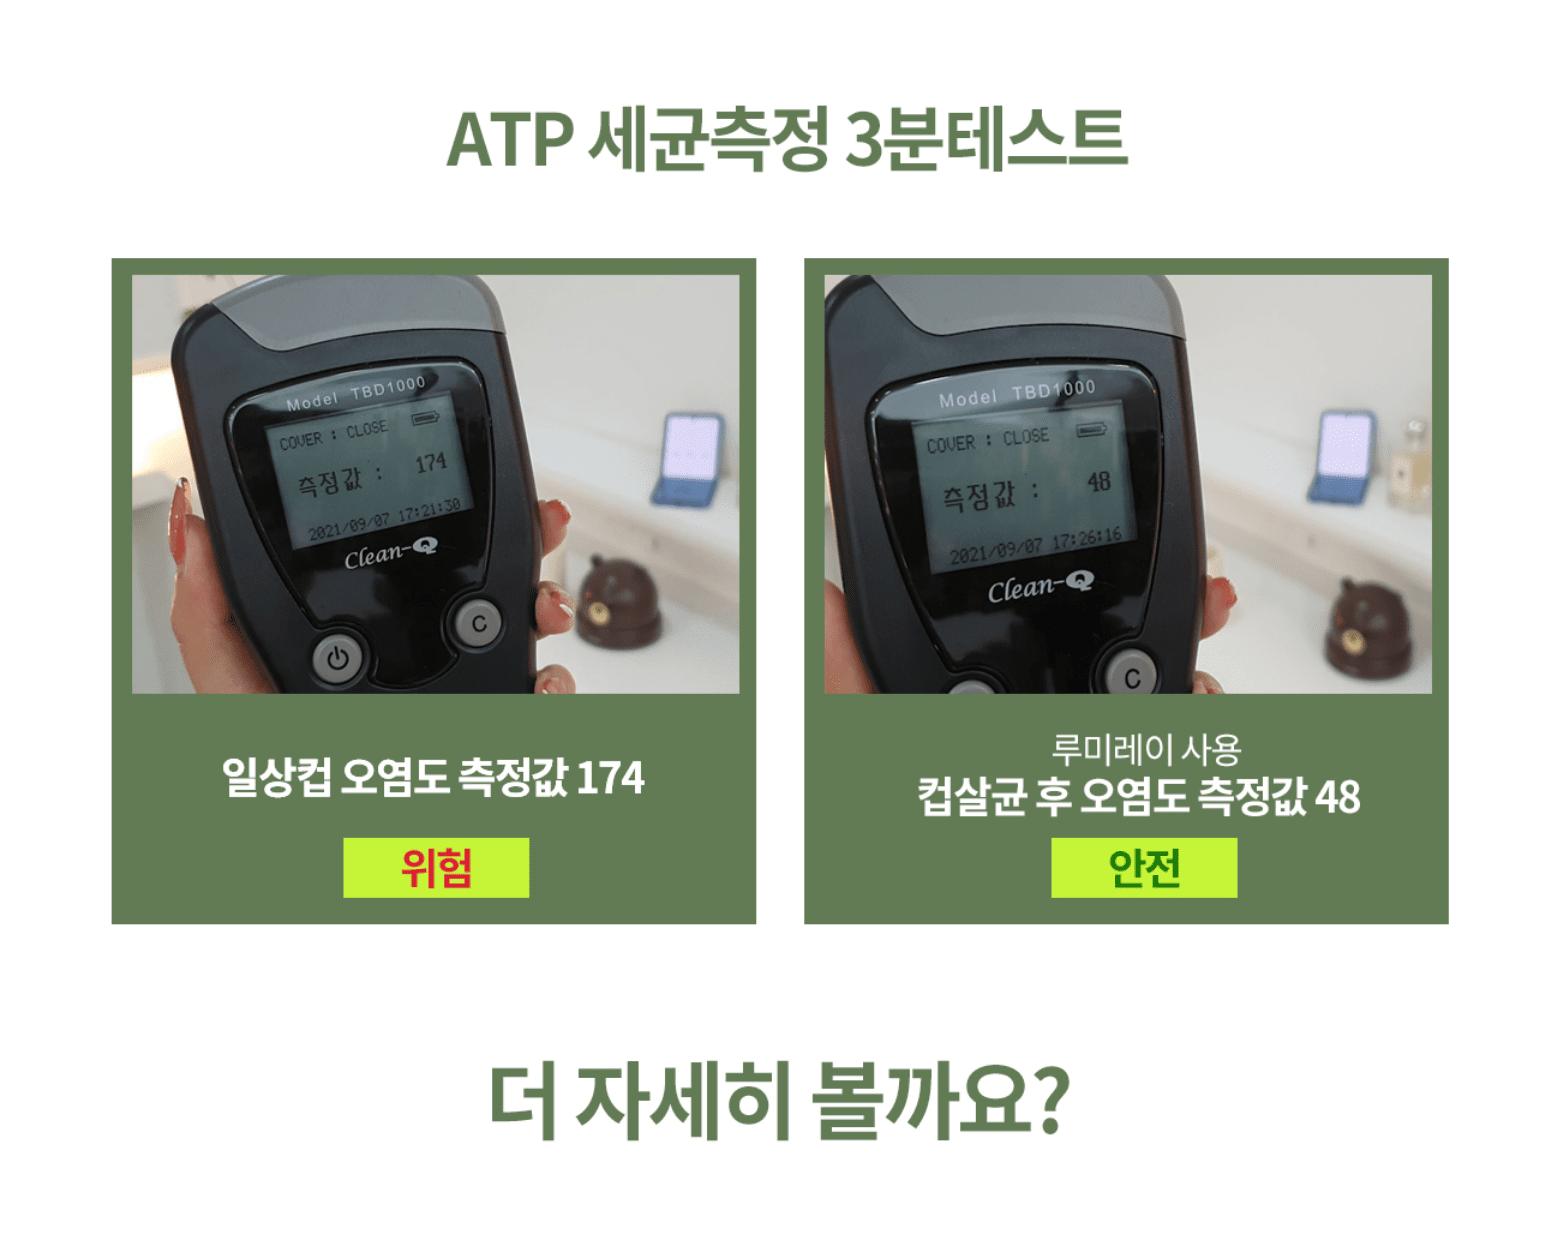 ATP 세균측정 3분테스트
Model TBD1000
COVER : CLOSE
측정값 : 174
2021/09/07 17:21:30
Clean-Q
C
일상컵 오염도 측정값 174
위험
Model TBD1000
COVER : CLOSE
측정값 : 48
2021/09/07 17:26:16
Clean-Q
C
루미레이 사용
컵살균 후 오염도 측정값 48
안전
더 자세히 볼까요?